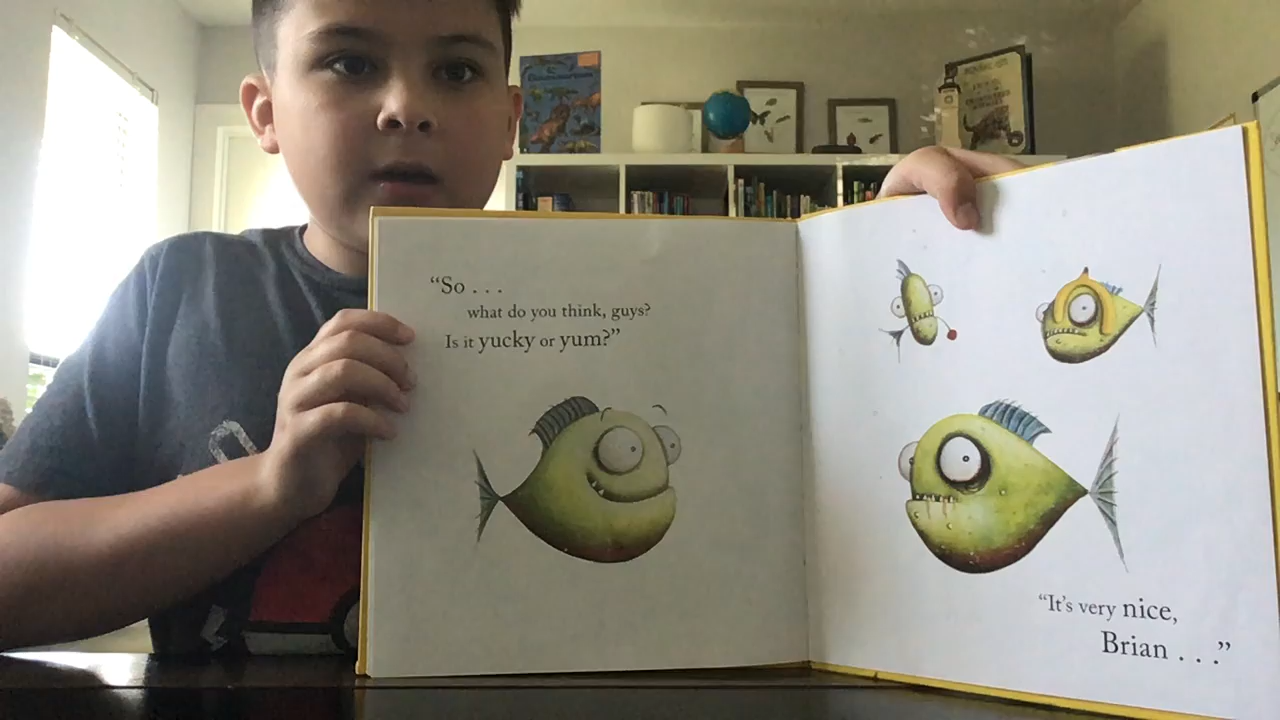 “So . . .
what do you think, guys?
Is it yucky or yum?”
“It’s very nice,
Brian . . .”